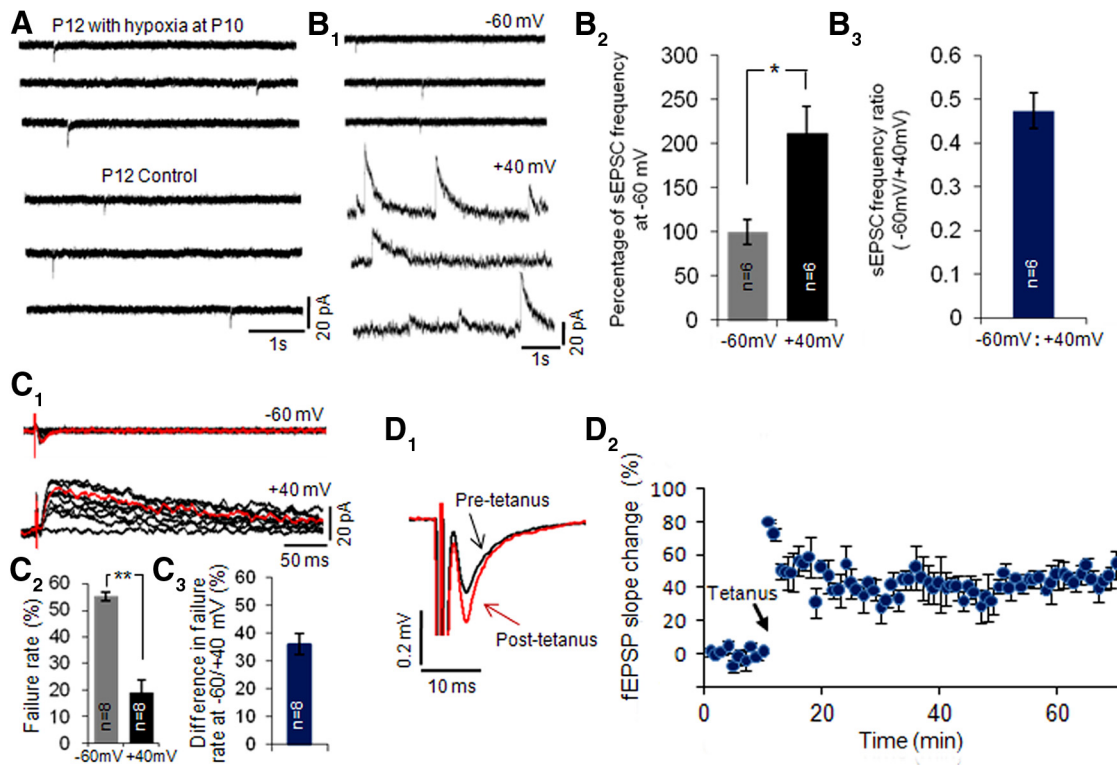 A
P12 with hypoxia at P10
P12 Control
20 pA
1s
B1
-60 mV
+40 mV
20 pA
1s
B2
Percentage of sEPSC frequency
at -60 mV
300
250
200
150
100
50
0
*
n=6
n=6
-60mV +40mV
B3
sEPSC frequency ratio
(-60mV/+40mV)
0.6
0.5
0.4
0.3
0.2
0.1
0
n=6
-60mV : +40mV
C1
-60 mV
+40 mV
20 pA
50 ms
C2
Failure rate (%)
60
50
40
30
20
10
0
**
n=8
n=8
-60mV +40mV
C3
Difference in failure
rate at -60/+40 mV (%)
60
50
40
30
20
10
0
n=8
D1
Pre-tetanus
Post-tetanus
0.2 mV
10 ms
D2
fEPSP slope change (%)
100
80
60
40
20
0
Tetanus
0
20
40
60
Time (min)